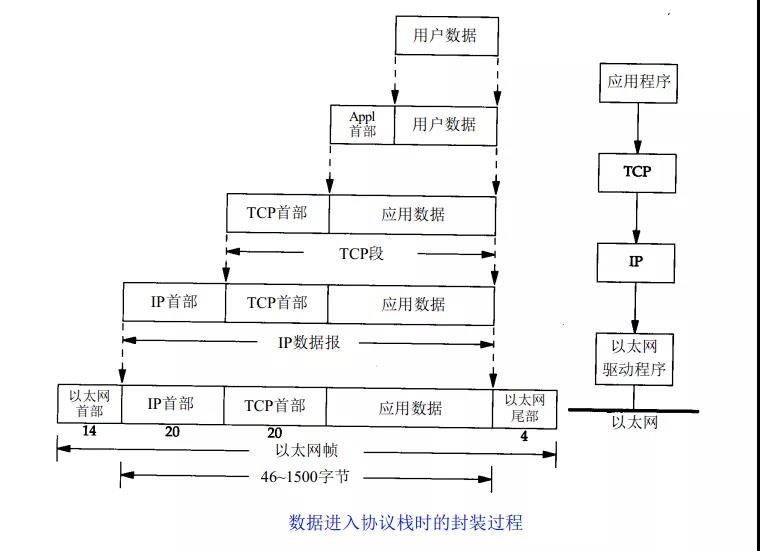 用户数据
应用程序
Appl
首部
用户数据
TCP
TCP首部
应用数据
TCP段
IP
IP首部
TCP首部
应用数据
IP数据报
以太网
驱动程序
以太网
首部
IP首部
TCP首部
应用数据
以太网
尾部
以太网
14
20
20
4
以太网帧
46~1500字节
数据进入协议栈时的封装过程